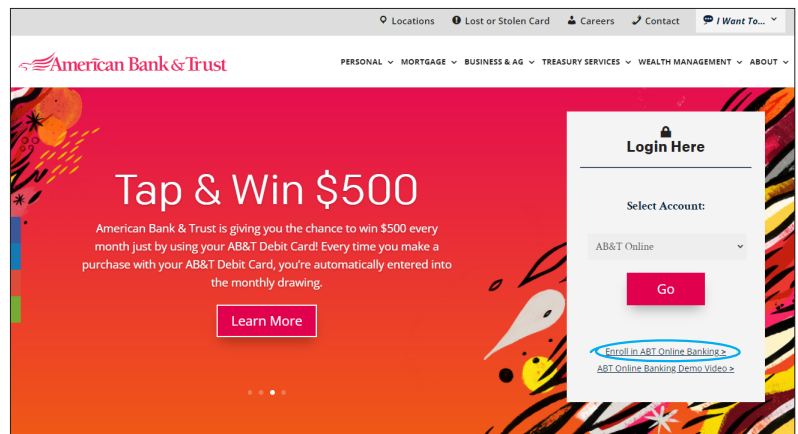 Locations Lost or Stolen Card Careers Contact I Want To...
American Bank & Trust
PERSONAL MORTGAGE BUSINESS & AG TREASURY SERVICES WEALTH MANAGEMENT ABOUT
Tap & Win $500
American Bank & Trust is giving you the chance to win $500 every
month just by using your AB&T Debit Card! Every time you make a
purchase with your AB&T Debit Card, you're automatically entered into
the monthly drawing.
Learn More
Login Here
Select Account:
AB&T Online
Go
Enroll in ABT Online Banking >
ABT Online Banking Demo Video >